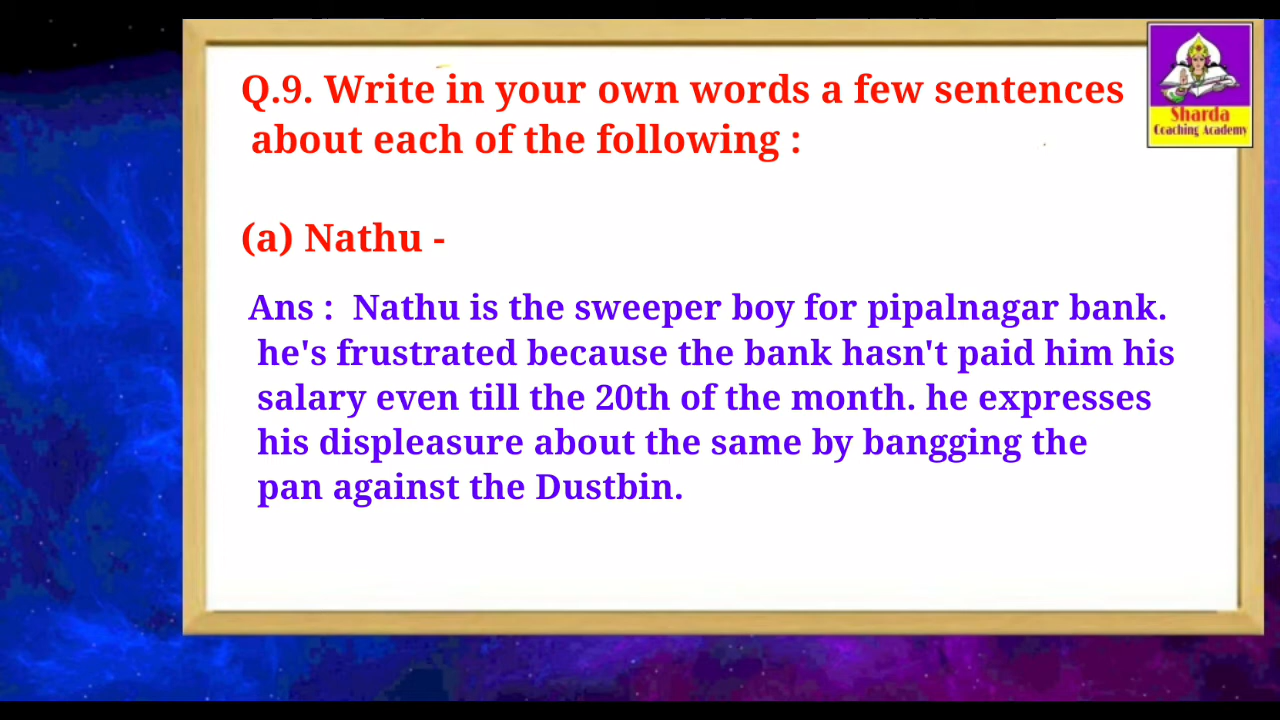 Q.9. Write in your own words a few sentences
about each of the following :
Sharda
Coaching Academy
(a) Nathu -
Ans : Nathu is the sweeper boy for pipalnagar bank.
he's frustrated because the bank hasn't paid him his
salary even till the 20th of the month. he expresses
his displeasure about the same by bangging the
pan against the Dustbin.